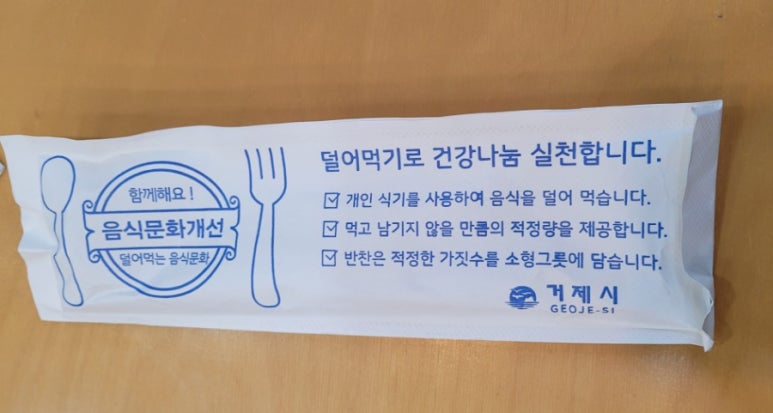 함께해요!
음식문화개선
덜어먹는 음식문화
덜어먹기로 건강나눔 실천합니다.
☑ 개인 식기를 사용하여 음식을 덜어 먹습니다.
☑ 먹고 남기지 않을 만큼의 적정량을 제공합니다.
☑ 반찬은 적정한 가짓수를 소형그릇에 담습니다.
거제시
GEOJE-SI